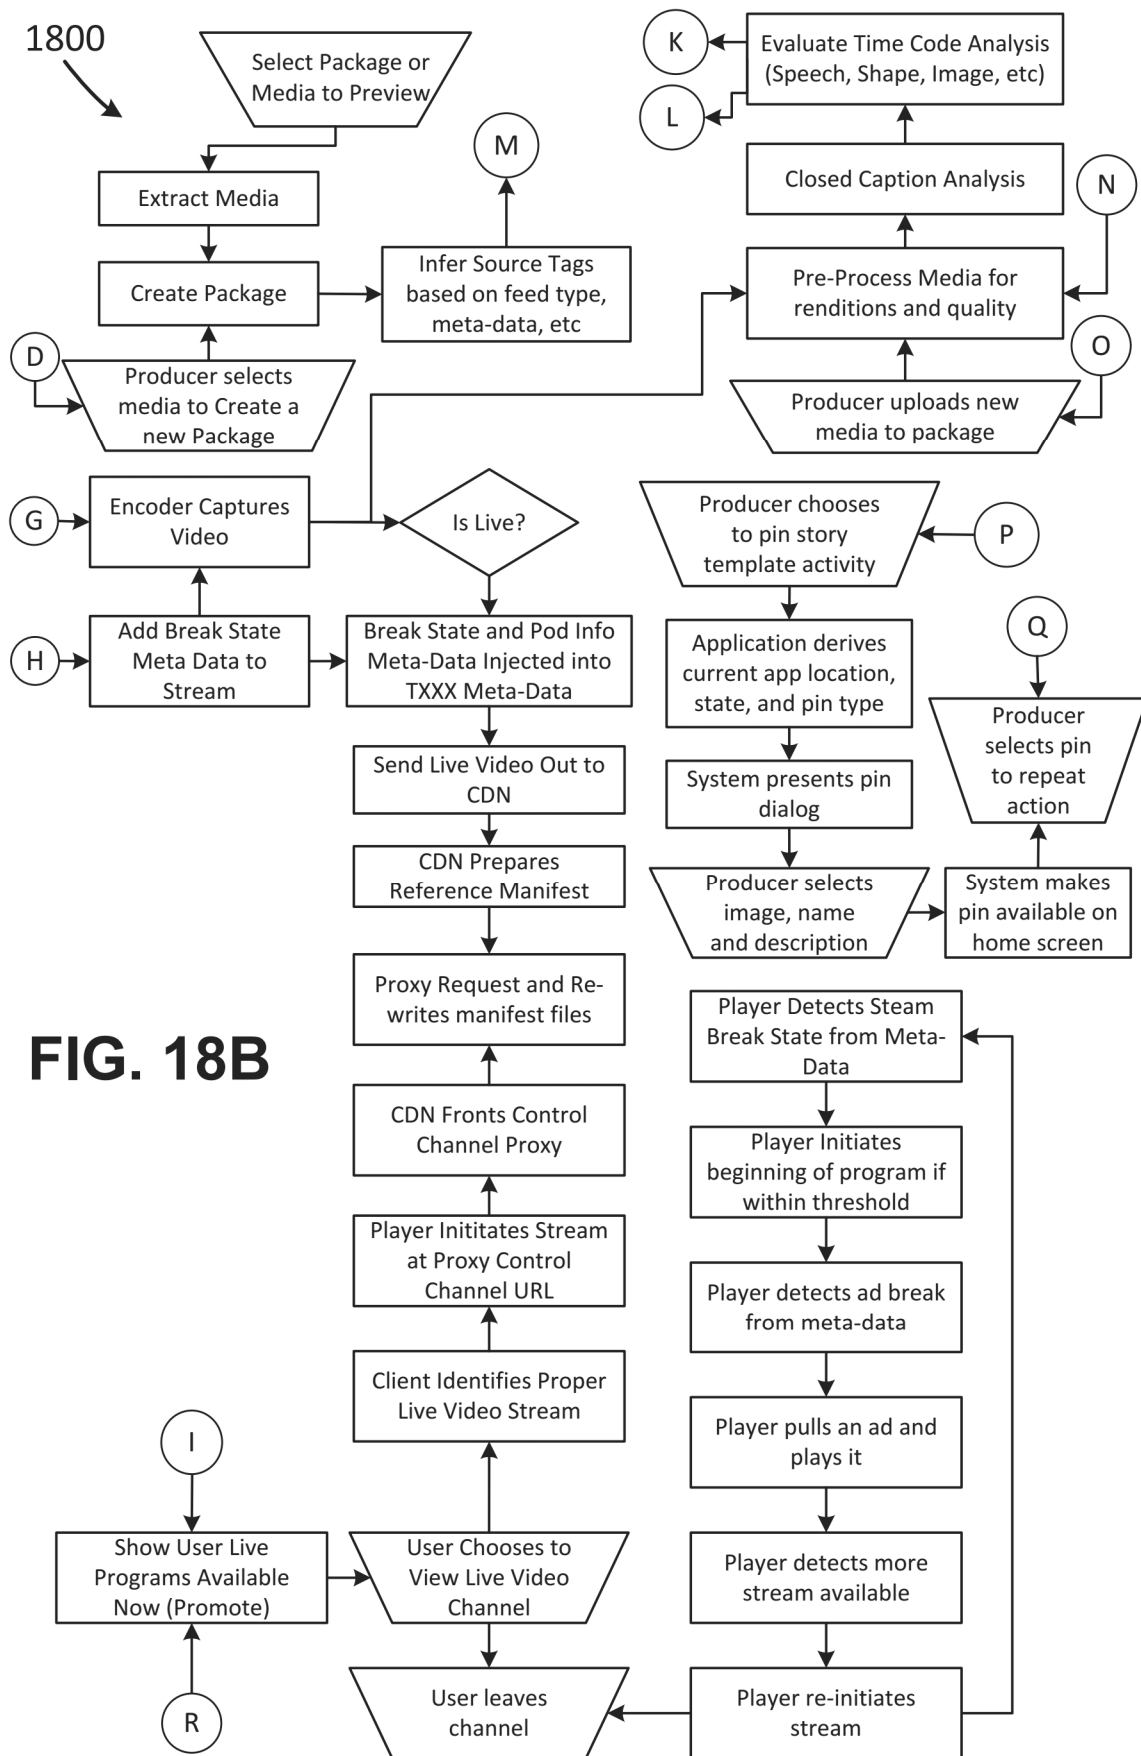 1800
Select Package or
Media to Preview
Extract Media
Create Package
Infer Source Tags
based on feed type,
meta-data, etc
M
D
Producer selects
media to Create a
new Package
K
L
Evaluate Time Code Analysis
(Speech, Shape, Image, etc)
Closed Caption Analysis
N
Pre-Process Media for
renditions and quality
O
Producer uploads new
media to package
G
Encoder Captures
Video
Is Live?
H
Add Break State
Meta Data to
Stream
Break State and Pod Info
Meta-Data Injected into
TXXX Meta-Data
Send Live Video Out to
CDN
CDN Prepares
Reference Manifest
Proxy Request and Re-
writes manifest files
CDN Fronts Control
Channel Proxy
Player Inititates Stream
at Proxy Control
Channel URL
Client Identifies Proper
Live Video Stream
I
Show User Live
Programs Available
Now (Promote)
R
User Chooses to
View Live Video
Channel
User leaves
channel
Producer chooses
to pin story
template activity
P
Application derives
current app location,
state, and pin type
System presents pin
dialog
Producer selects
image, name
and description
System makes
pin available on
home screen
Q
Producer
selects pin
to repeat
action
Player Detects Steam
Break State from Meta-
Data
Player Initiates
beginning of program if
within threshold
Player detects ad break
from meta-data
Player pulls an ad and
plays it
Player detects more
stream available
Player re-initiates
stream
FIG. 18B